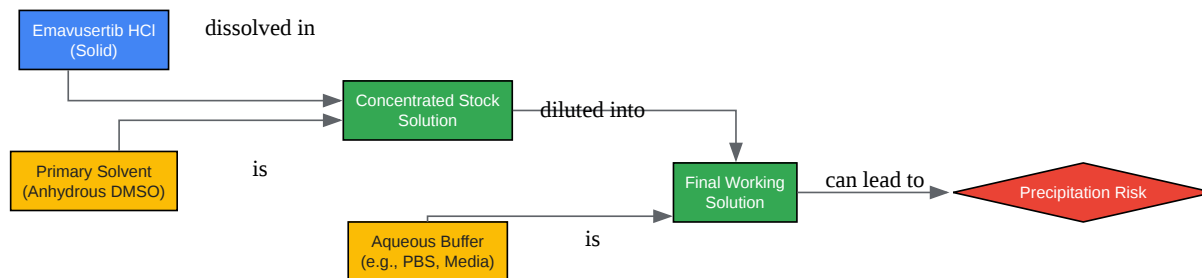 Emavusertib HCl
(Solid)
dissolved in
Concentrated Stock
Solution
diluted into
Primary Solvent
(Anhydrous DMSO)
is
Final Working
Solution
can lead to
Precipitation Risk
Aqueous Buffer
(e.g., PBS, Media)
is